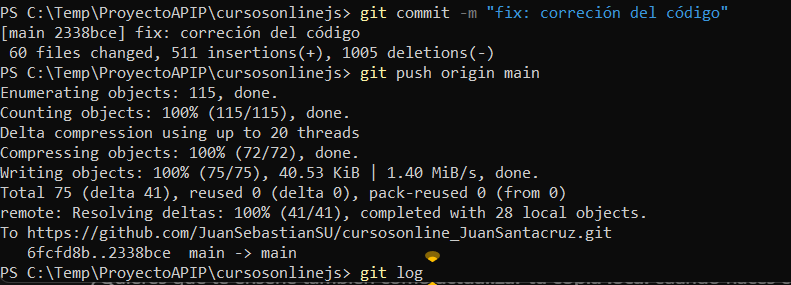 PS C:\Temp\ProyectoAPIP\cursosonlinejs> git commit -m "fix: correción del código"
[main 2338bce] fix: correción del código
 60 files changed, 511 insertions(+), 1005 deletions(-)
PS C:\Temp\ProyectoAPIP\cursosonlinejs> git push origin main
Enumerating objects: 115, done.
Counting objects: 100% (115/115), done.
Delta compression using up to 20 threads
Compressing objects: 100% (72/72), done.
Writing objects: 100% (75/75), 40.53 KiB | 1.40 MiB/s, done.
Total 75 (delta 41), reused 0 (delta 0), pack-reused 0 (from 0)
remote: Resolving deltas: 100% (41/41), completed with 28 local objects.
To https://github.com/JuanSebastianSU/cursosonline_JuanSantacruz.git
   6fcfd8b..2338bce  main -> main
PS C:\Temp\ProyectoAPIP\cursosonlinejs> git log